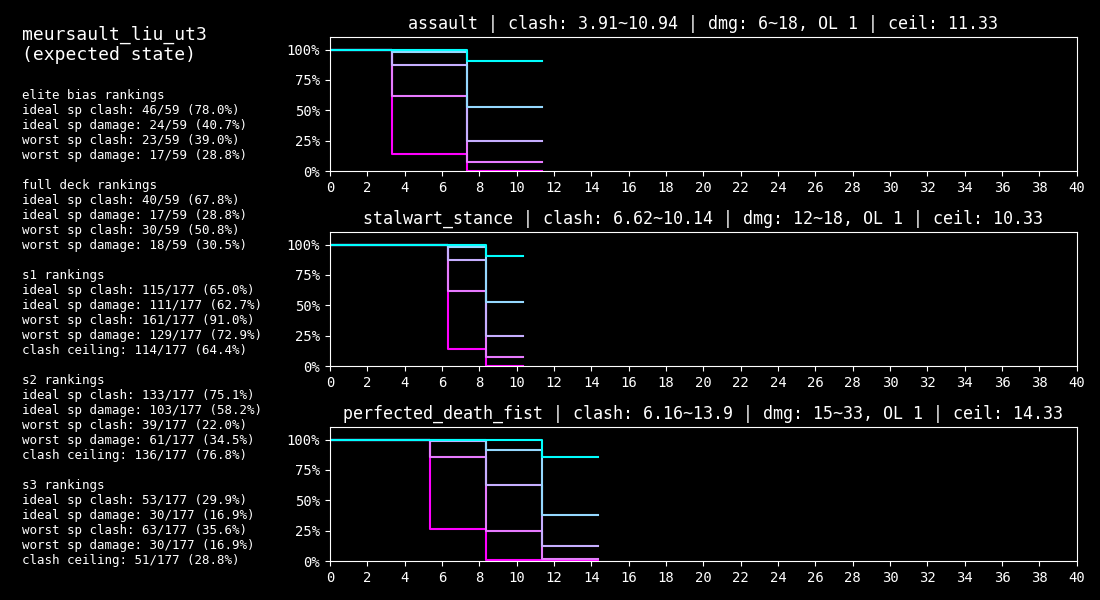 meursault_liu_ut3
(expected state)
elite bias rankings
ideal sp clash: 46/59 (78.0%)
ideal sp damage: 24/59 (40.7%)
worst sp clash: 23/59 (39.0%)
worst sp damage: 17/59 (28.8%)
full deck rankings
ideal sp clash: 40/59 (67.8%)
ideal sp damage: 17/59 (28.8%)
worst sp clash: 30/59 (50.8%)
worst sp damage: 18/59 (30.5%)
s1 rankings
ideal sp clash: 115/177 (65.0%)
ideal sp damage: 111/177 (62.7%)
worst sp clash: 161/177 (91.0%)
worst sp damage: 129/177 (72.9%)
clash ceiling: 114/177 (64.4%)
s2 rankings
ideal sp clash: 133/177 (75.1%)
ideal sp damage: 103/177 (58.2%)
worst sp clash: 39/177 (22.0%)
worst sp damage: 61/177 (34.5%)
clash ceiling: 136/177 (76.8%)
s3 rankings
ideal sp clash: 53/177 (29.9%)
ideal sp damage: 30/177 (16.9%)
worst sp clash: 63/177 (35.6%)
worst sp damage: 30/177 (16.9%)
clash ceiling: 51/177 (28.8%)
assault | clash: 3.91~10.94 | dmg: 6~18, OL 1 | ceil: 11.33
100%
75%
50%
25%
0%
0 2 4 6 8 10 12 14 16 18 20 22 24 26 28 30 32 34 36 38 40
stalwart_stance | clash: 6.62~10.14 | dmg: 12~18, OL 1 | ceil: 10.33
100%
75%
50%
25%
0%
0 2 4 6 8 10 12 14 16 18 20 22 24 26 28 30 32 34 36 38 40
perfected_death_fist | clash: 6.16~13.9 | dmg: 15~33, OL 1 | ceil: 14.33
100%
75%
50%
25%
0%
0 2 4 6 8 10 12 14 16 18 20 22 24 26 28 30 32 34 36 38 40